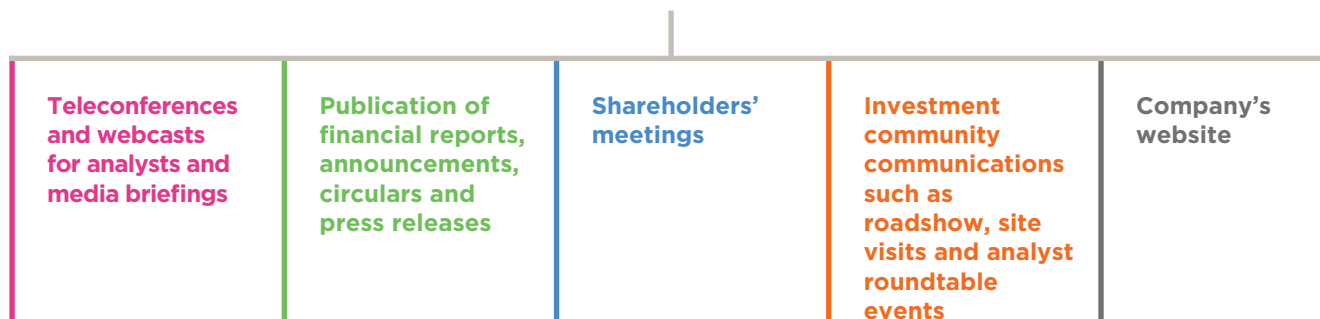 Teleconferences
and webcasts
for analysts and
media briefings
Publication of
financial reports,
announcements,
circulars and
press releases
Shareholders’
meetings
Investment
community
communications
such as
roadshow, site
visits and analyst
roundtable
events
Company’s
website